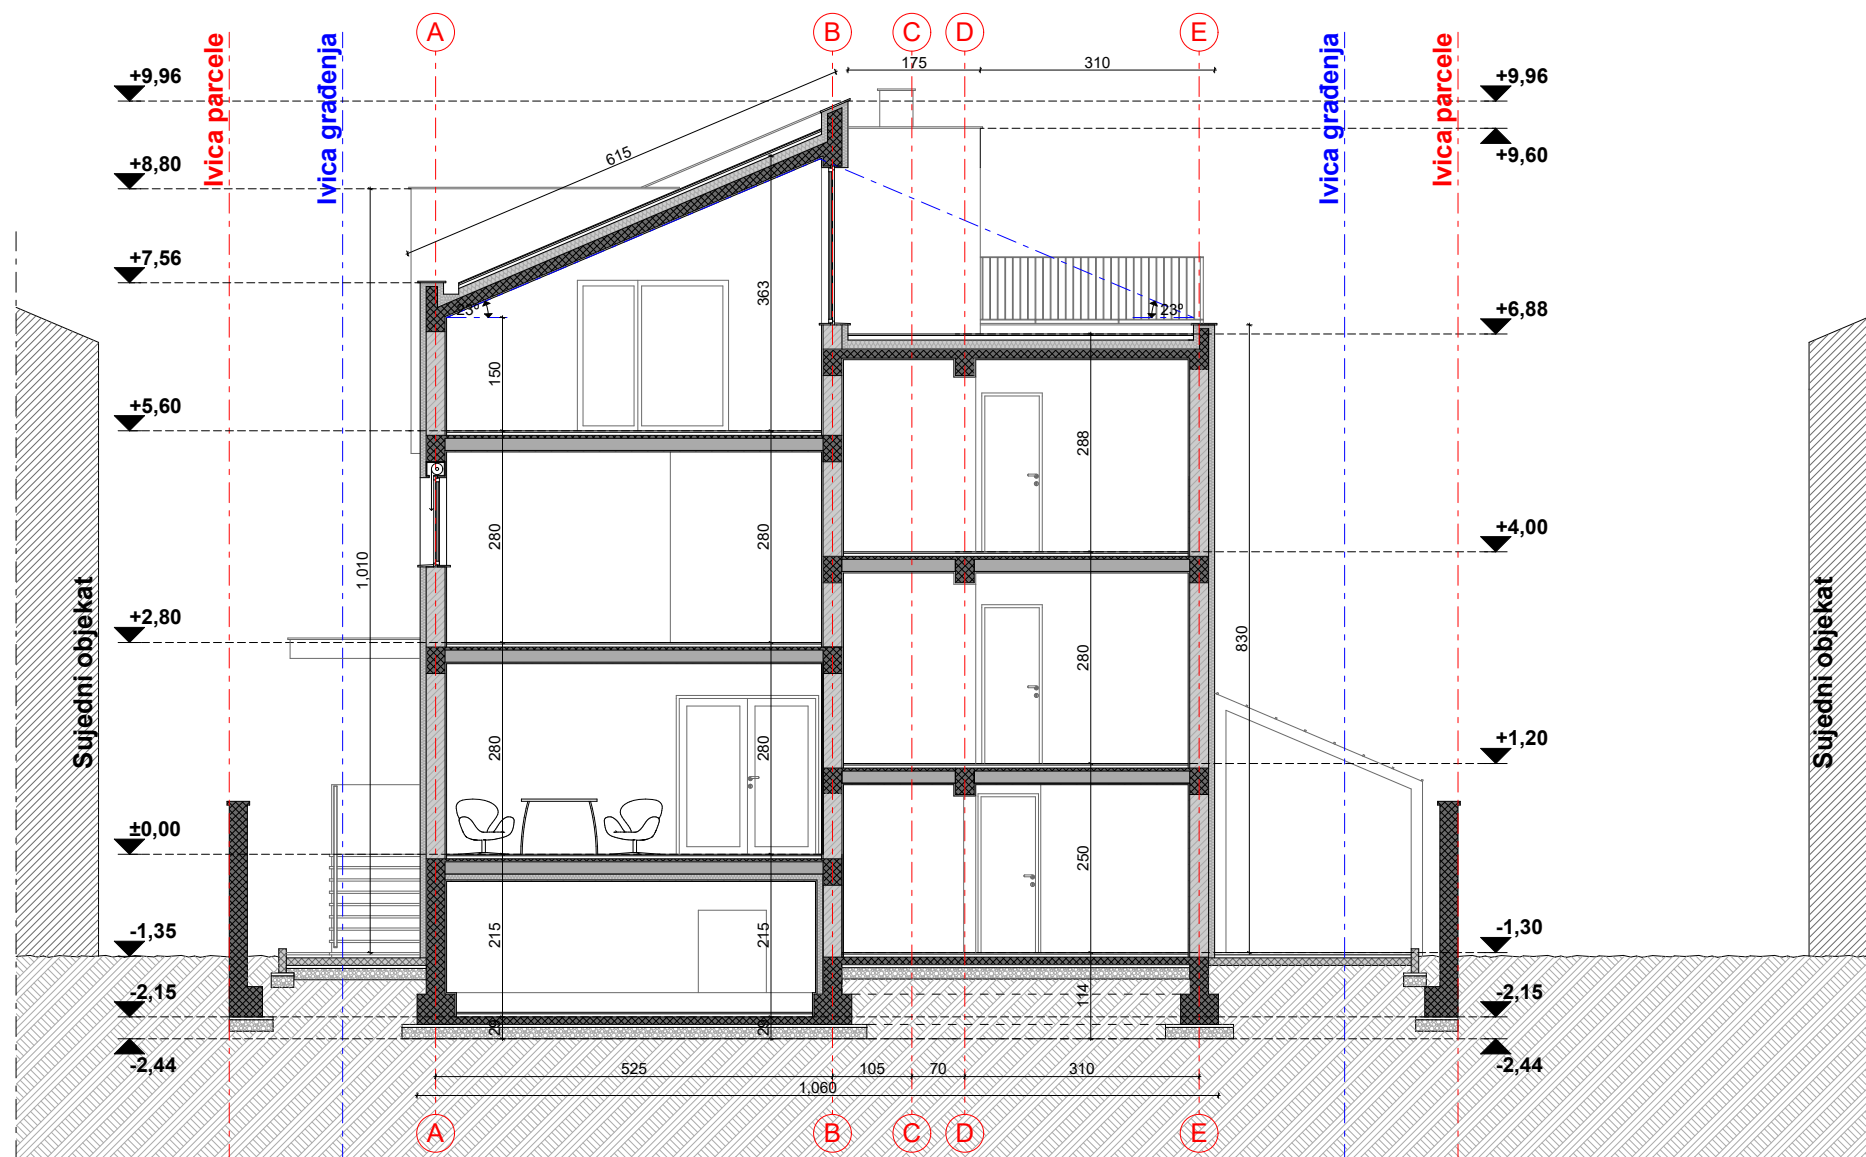 A
B
C
D
E
175
310
+9,96
+8,80
+7,56
+5,60
+2,80
±0,00
-1,35
-2,15
-2,44
Ivica parcele
Ivica građenja
Sujedni objekat
615
23°
363
150
280
280
1,010
280
280
215
215
29
29
23°
288
280
250
114
830
Ivica građenja
Ivica parcele
Sujedni objekat
+9,96
+9,60
+6,88
+4,00
+1,20
-1,30
-2,15
-2,44
525
105
70
310
1,060
A
B
C
D
E